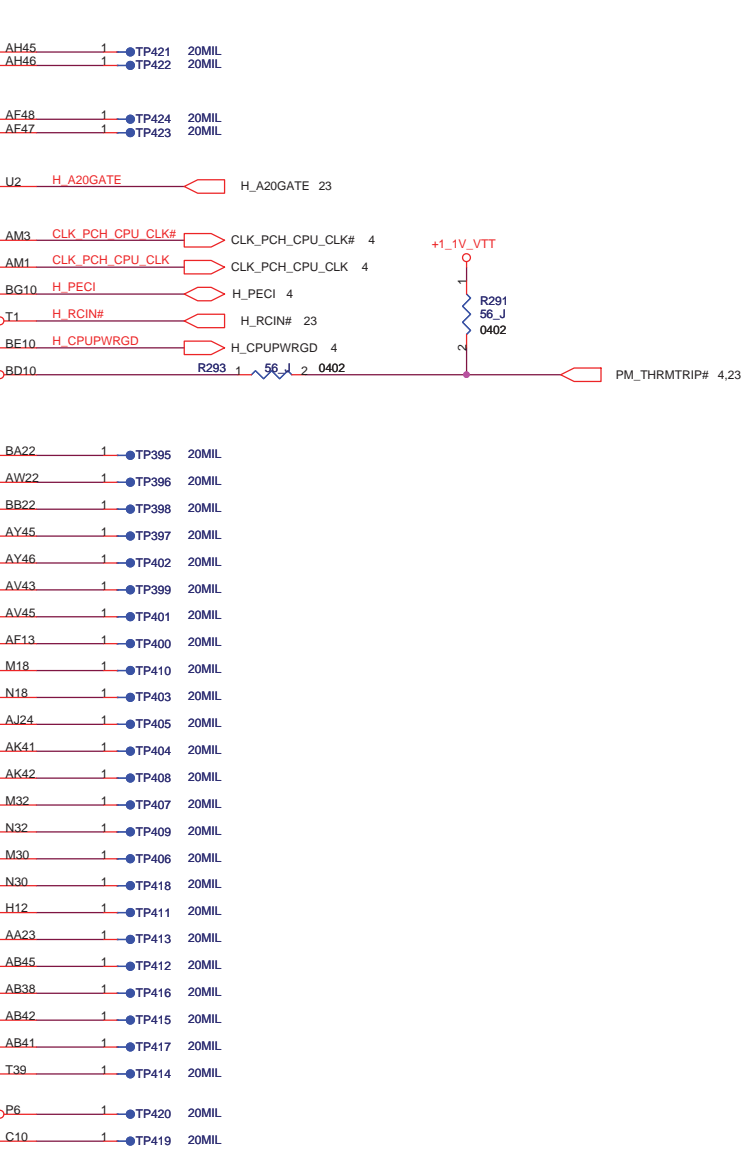 AH45 1 TP421 20MIL
AH46 1 TP422 20MIL
AF48 1 TP424 20MIL
AF47 1 TP423 20MIL
U2 H_A20GATE H_A20GATE 23
AM3 CLK_PCH_CPU_CLK# CLK_PCH_CPU_CLK# 4
+1_1V_VTT
AM1 CLK_PCH_CPU_CLK CLK_PCH_CPU_CLK 4
1
BG10 H_PECI H_PECI 4
R291
56_J
T1 H_RCIN# H_RCIN# 23
0402
BE10 H_CPUPWRGD H_CPUPWRGD 4
2
BD10 R293 1 56_J 2 0402 PM_THRMTRIP# 4,23
BA22 1 TP395 20MIL
AW22 1 TP396 20MIL
BB22 1 TP398 20MIL
AY45 1 TP397 20MIL
AY46 1 TP402 20MIL
AV43 1 TP399 20MIL
AV45 1 TP401 20MIL
AF13 1 TP400 20MIL
M18 1 TP410 20MIL
N18 1 TP403 20MIL
AJ24 1 TP405 20MIL
AK41 1 TP404 20MIL
AK42 1 TP408 20MIL
M32 1 TP407 20MIL
N32 1 TP409 20MIL
M30 1 TP406 20MIL
N30 1 TP418 20MIL
H12 1 TP411 20MIL
AA23 1 TP413 20MIL
AB45 1 TP412 20MIL
AB38 1 TP416 20MIL
AB42 1 TP415 20MIL
AB41 1 TP417 20MIL
T39 1 TP414 20MIL
P6 1 TP420 20MIL
C10 1 TP419 20MIL